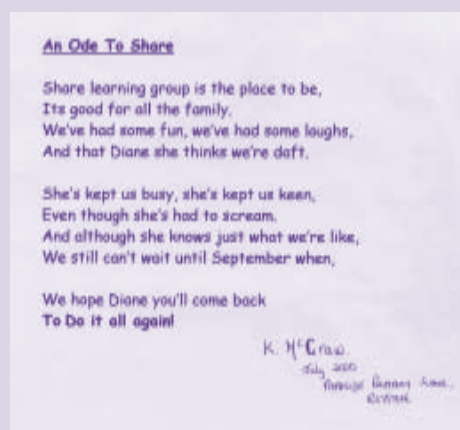 An Ode To Share
Share learning group is the place to be,
Its good for all the family.
We've had some fun, we've had some laughs,
And that Diane she thinks we're daft.
She's kept us busy, she's kept us keen,
Even though she's had to scream.
And although she knows just what we're like,
We still can't wait until September when,
We hope Diane you'll come back
To Do it all again!
K. McCraw.
July 2000